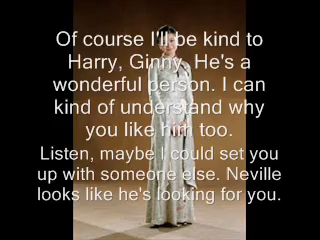 Of course I'll be kind to
Harry, Ginny. He's a
wonderful person. I can
kind of understand why
you like him too.
Listen, maybe I could set you
up with someone else. Neville
looks like he's looking for you.